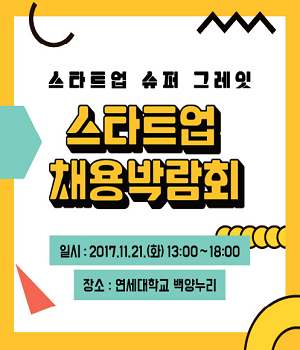 스타트업 슈퍼 그레잇
스타트업
채용박람회
일시 : 2017.11.21.(화) 13:00~18:00
장소 : 연세대학교 백양누리